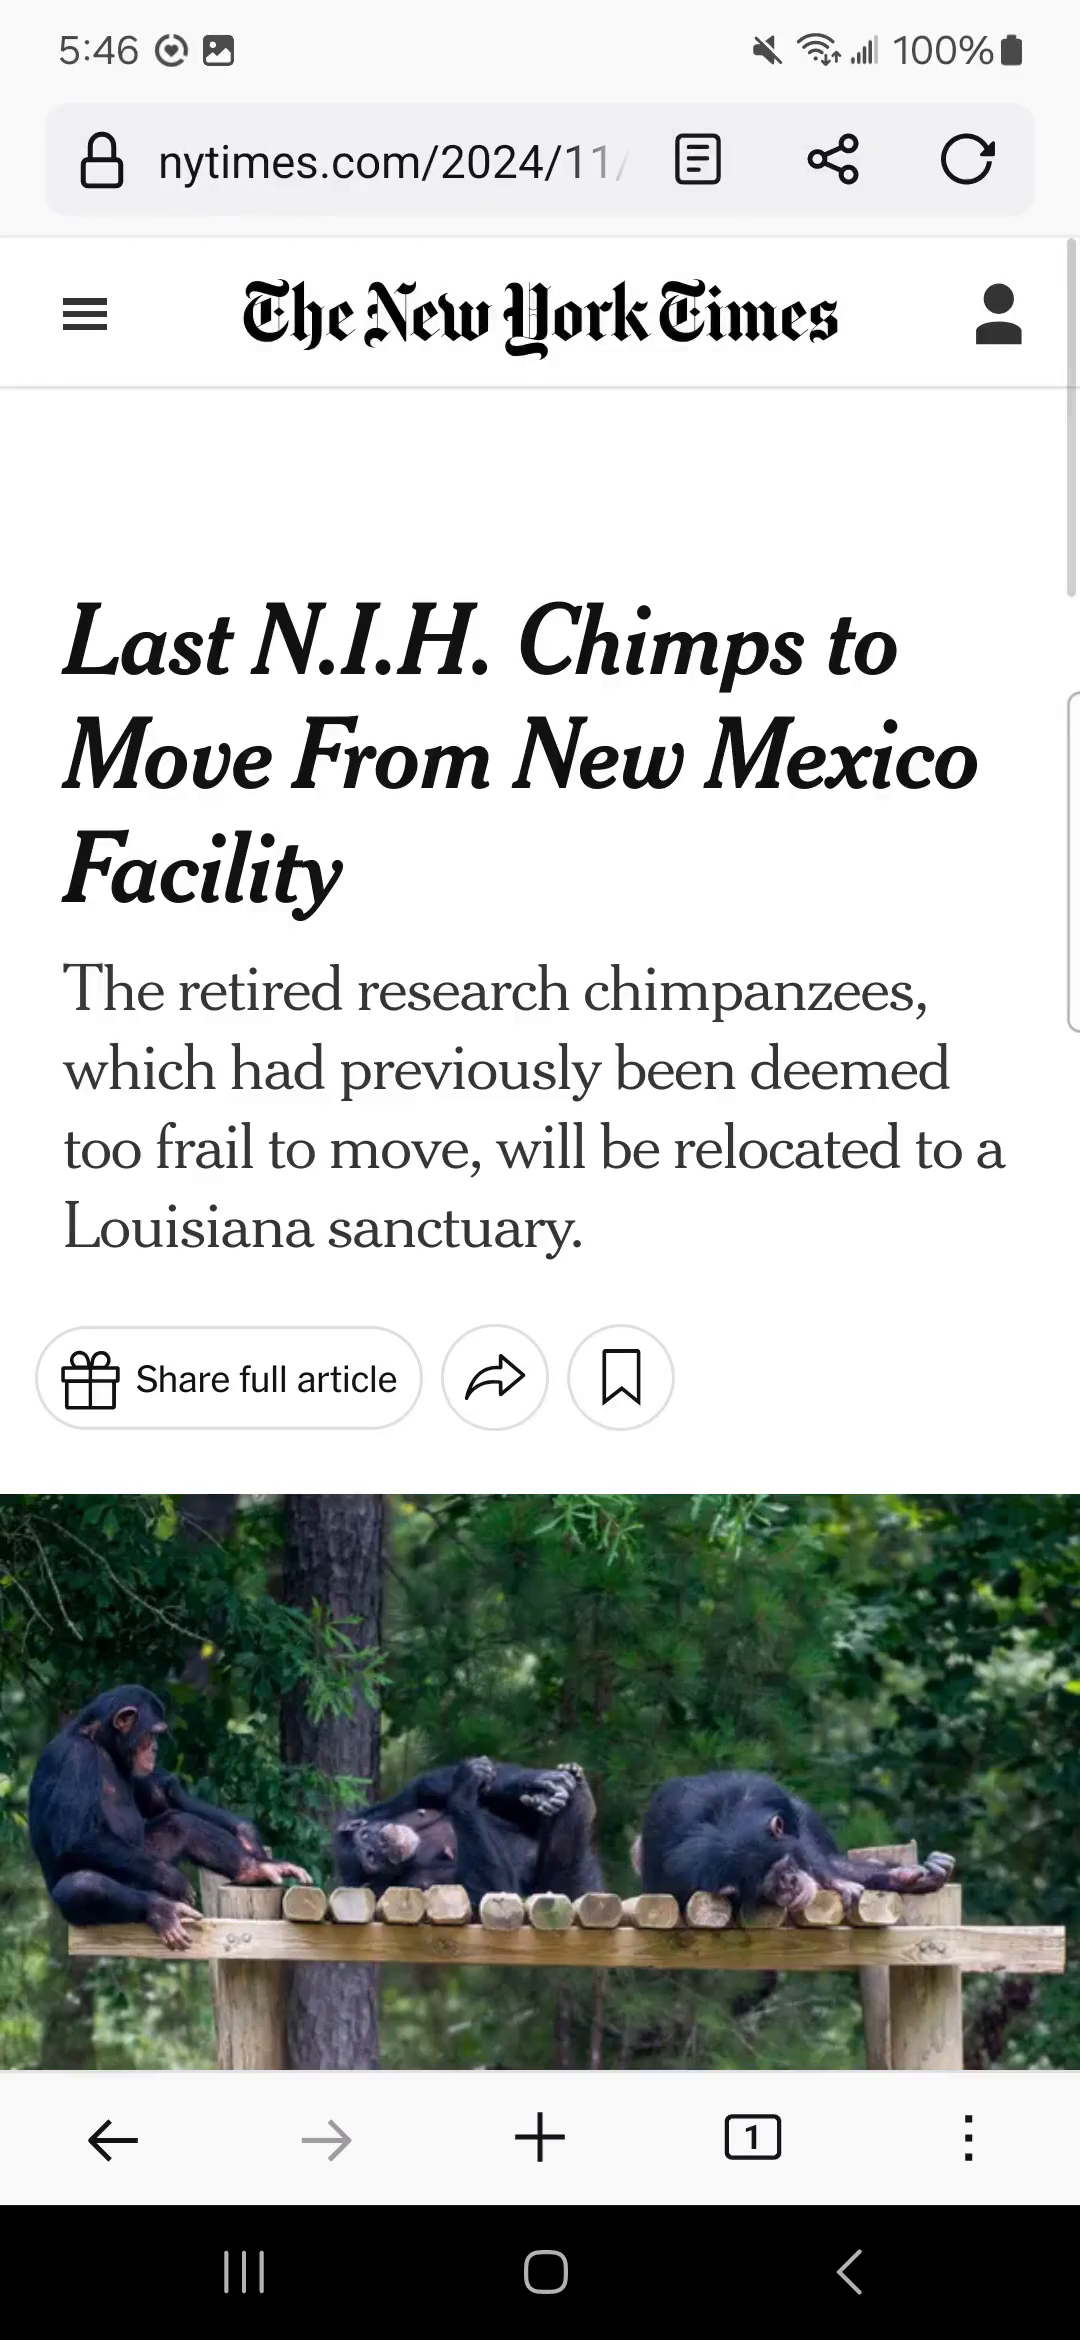 5:46
100%
nytimes.com/2024/11/
The New York Times
Last N.I.H. Chimps to
Move From New Mexico
Facility
The retired research chimpanzees,
which had previously been deemed
too frail to move, will be relocated to a
Louisiana sanctuary.
Share full article
1